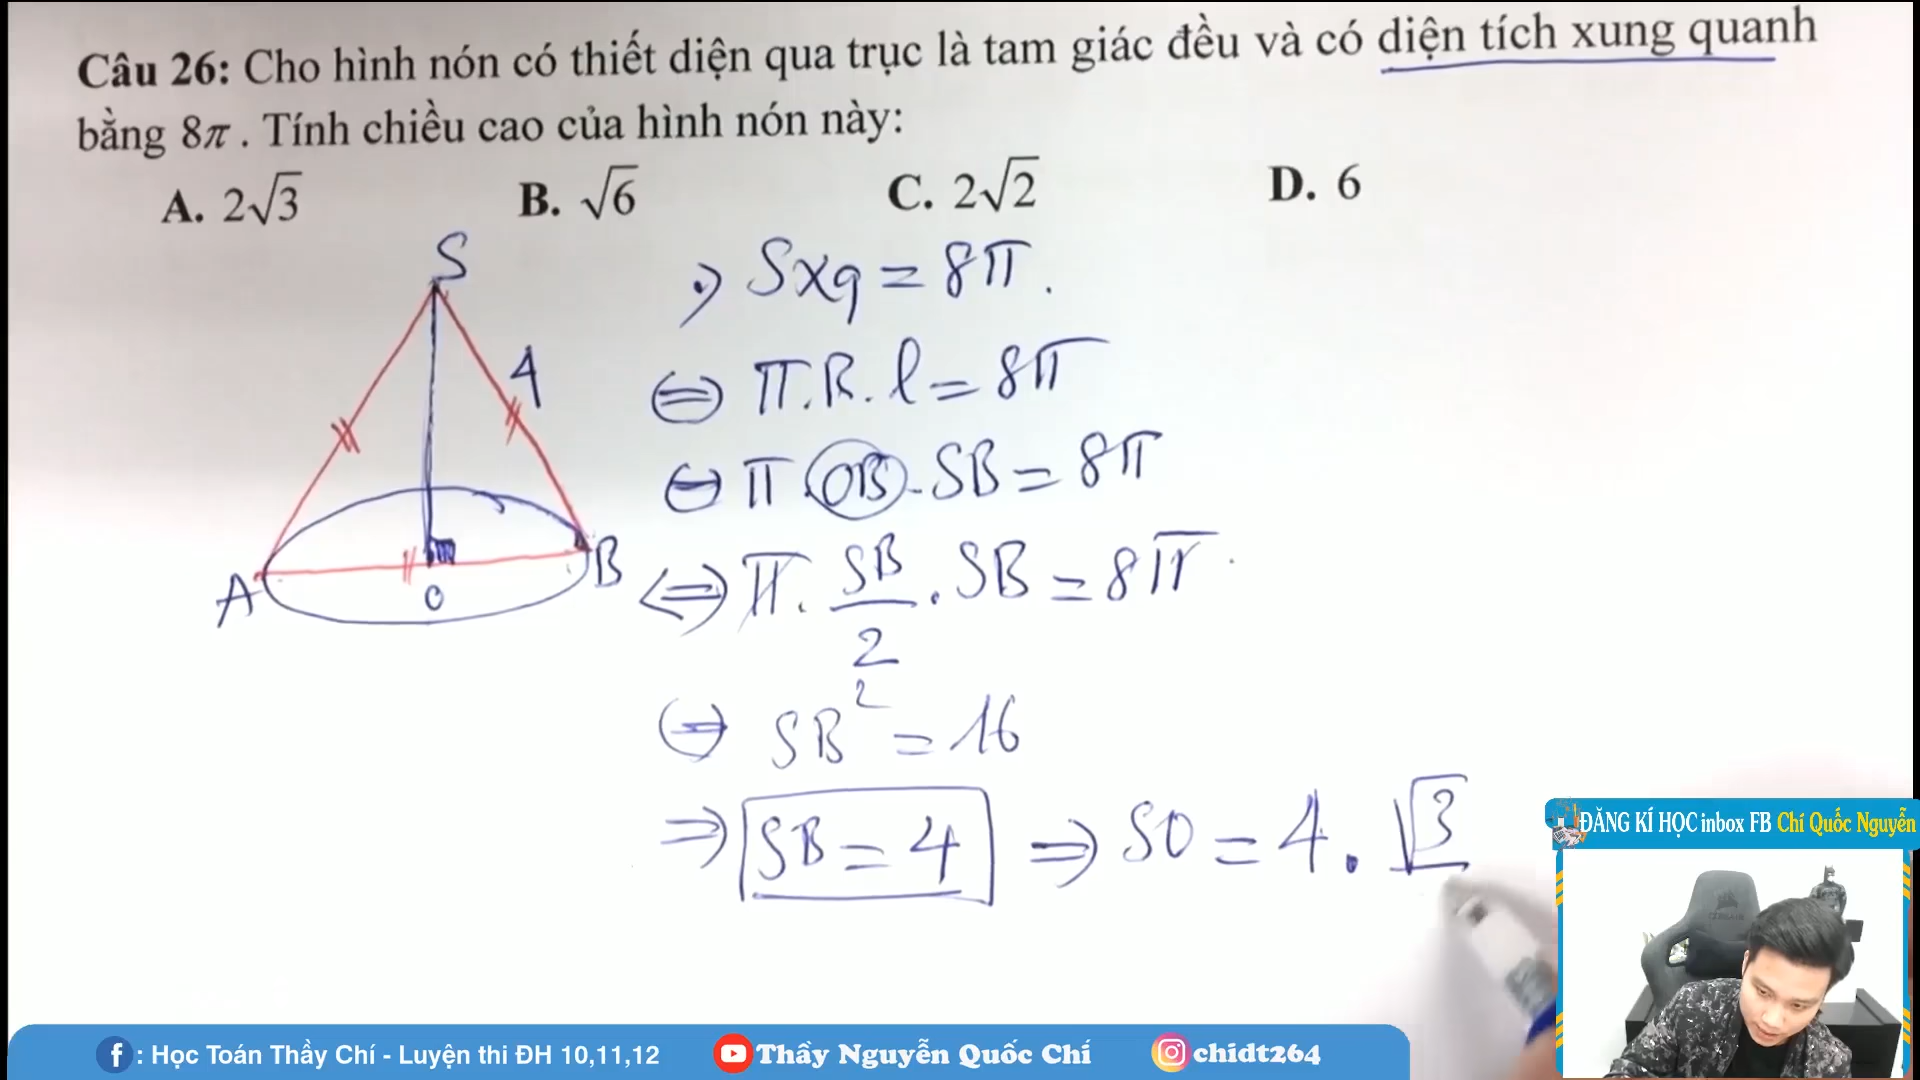 Câu 26: Cho hình nón có thiết diện qua trục là tam giác đều và có diện tích xung quanh
bằng 8π . Tính chiều cao của hình nón này:
A. 2√3 B. √6 C. 2√2 D. 6
S
4
A
O
B
Sxq = 8π.
⇔ π.R.l = 8π
⇔ π.OB.SB = 8π
⇔ π. SB/2 . SB = 8π
⇔ SB² = 16
⇒ SB = 4 ⇒ SO = 4.√3
ĐĂNG KÍ HỌC inbox FB Chí Quốc Nguyễn
CORSAIR
f : Học Toán Thầy Chí - Luyện thi ĐH 10,11,12
Thầy Nguyễn Quốc Chí
chidt264